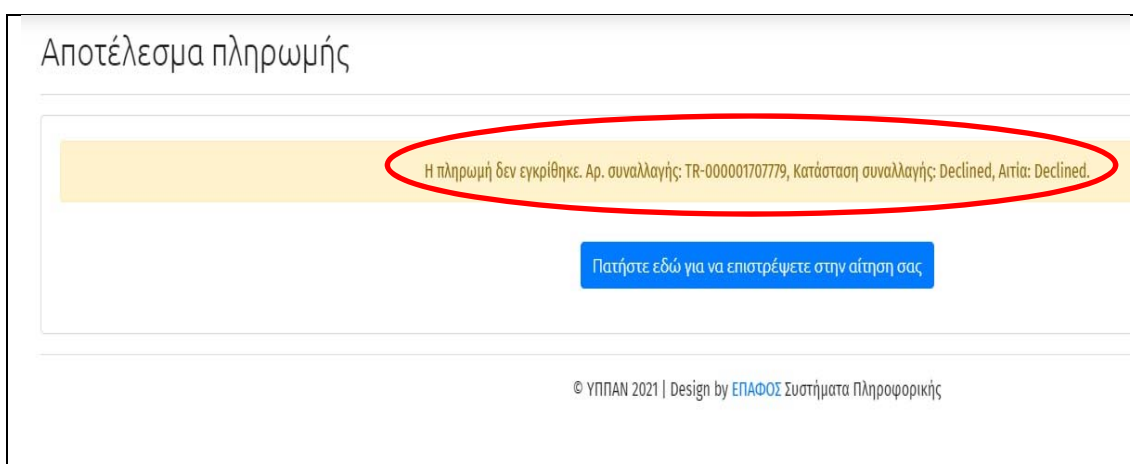 Αποτέλεσμα πληρωμής
Η πληρωμή δεν εγκρίθηκε. Αρ. συναλλαγής: TR-000001707779, Κατάσταση συναλλαγής: Declined, Αιτία: Declined.
Πατήστε εδώ για να επιστρέψετε στην αίτηση σας
© ΥΠΠΑΝ 2021 | Design by ΕΠΑΦΟΣ Συστήματα Πληροφορικής